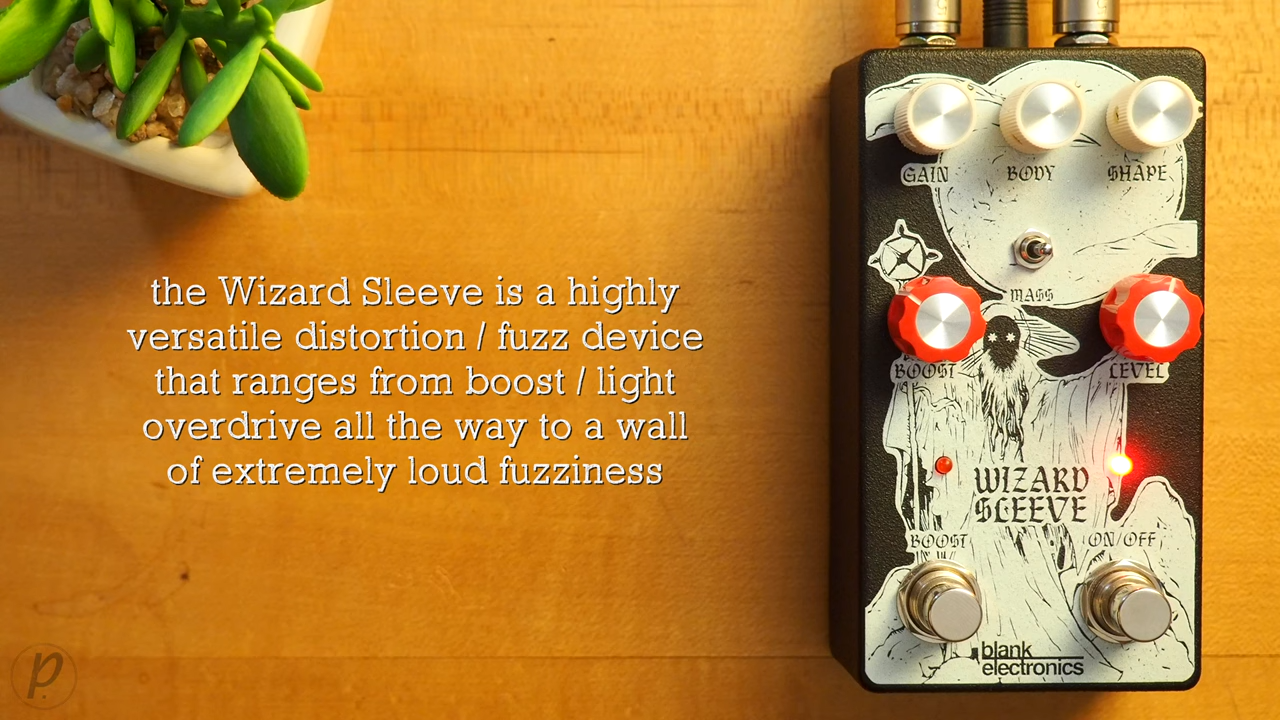 the Wizard Sleeve is a highly
versatile distortion / fuzz device
that ranges from boost / light
overdrive all the way to a wall
of extremely loud fuzziness
GAIN BODY SHAPE
MASS
BOOST LEVEL
WIZARD
SLEEVE
BOOST ON/OFF
blank
electronics
p.